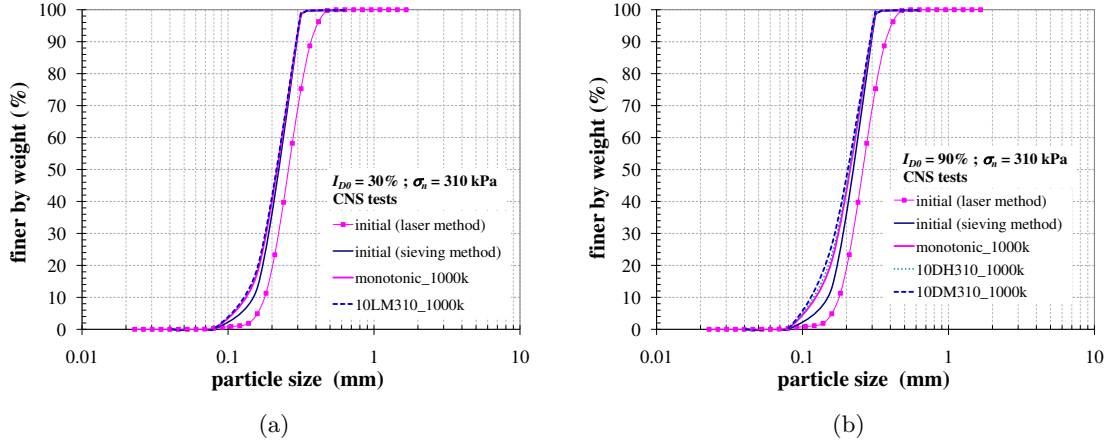 100
90
80
70
60
50
40
30
20
10
0
finer by weight (%)
I_D0 = 30% ; σ_n = 310 kPa
CNS tests
initial (laser method)
initial (sieving method)
monotonic_1000k
10LM310_1000k
0.01
0.1
1
10
particle size (mm)
(a)
100
90
80
70
60
50
40
30
20
10
0
finer by weight (%)
I_D0 = 90% ; σ_n = 310 kPa
CNS tests
initial (laser method)
initial (sieving method)
monotonic_1000k
10DH310_1000k
10DM310_1000k
0.01
0.1
1
10
particle size (mm)
(b)